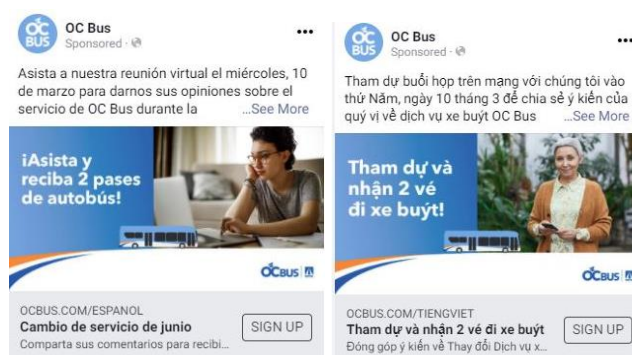 OC Bus
Sponsored ·
Asista a nuestra reunión virtual el miércoles, 10
de marzo para darnos sus opiniones sobre el
servicio de OC Bus durante la ...See More
¡Asista y
reciba 2 pases
de autobús!
OCBUS
OCBUS.COM/ESPANOL
Cambio de servicio de junio
Comparta sus comentarios para recibi...
SIGN UP
OC Bus
Sponsored ·
Tham dự buổi họp trên mạng với chúng tôi vào
thứ Năm, ngày 10 tháng 3 để chia sẻ ý kiến của
quý vị về dịch vụ xe buýt OC Bus ...See More
Tham dự và
nhận 2 vé
đi xe buýt!
OCBUS
OCBUS.COM/TIENGVIET
Tham dự và nhận 2 vé đi xe buýt
Đóng góp ý kiến về Thay đổi Dịch vụ x...
SIGN UP